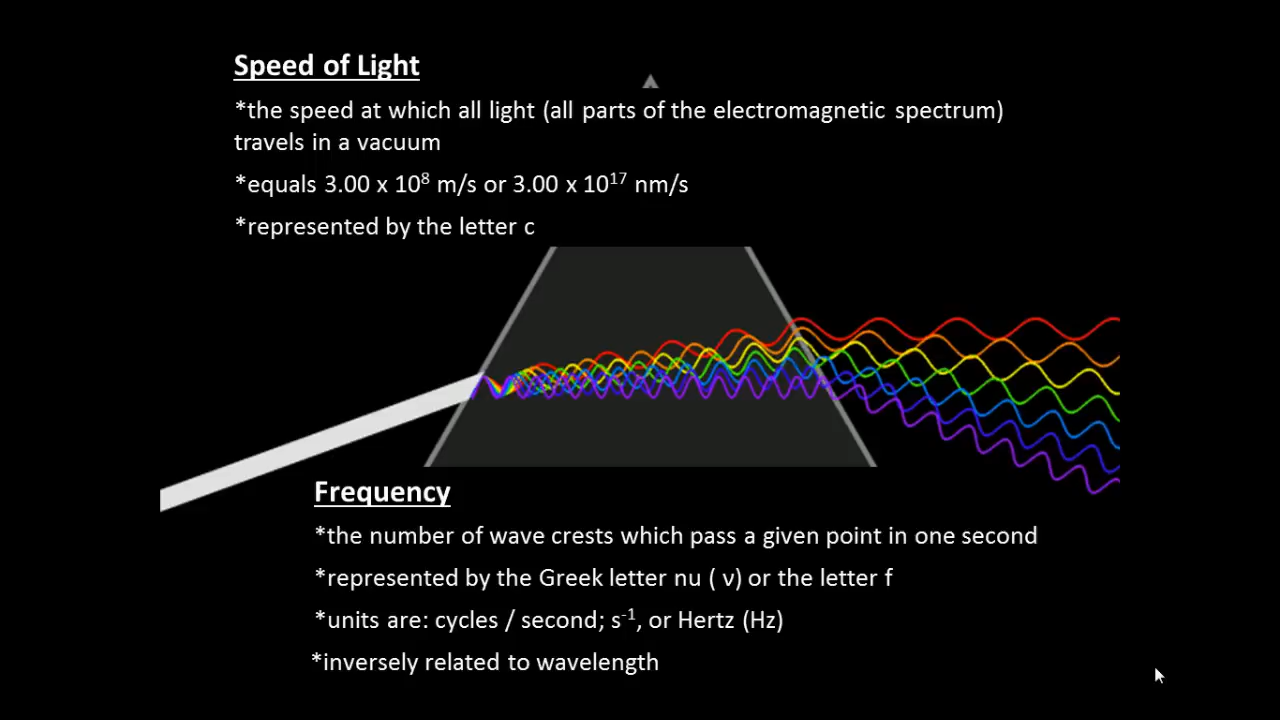 Speed of Light
*the speed at which all light (all parts of the electromagnetic spectrum)
travels in a vacuum
*equals 3.00 x 10⁸ m/s or 3.00 x 10¹⁷ nm/s
*represented by the letter c
Frequency
*the number of wave crests which pass a given point in one second
*represented by the Greek letter nu ( ν) or the letter f
*units are: cycles / second; s⁻¹, or Hertz (Hz)
*inversely related to wavelength